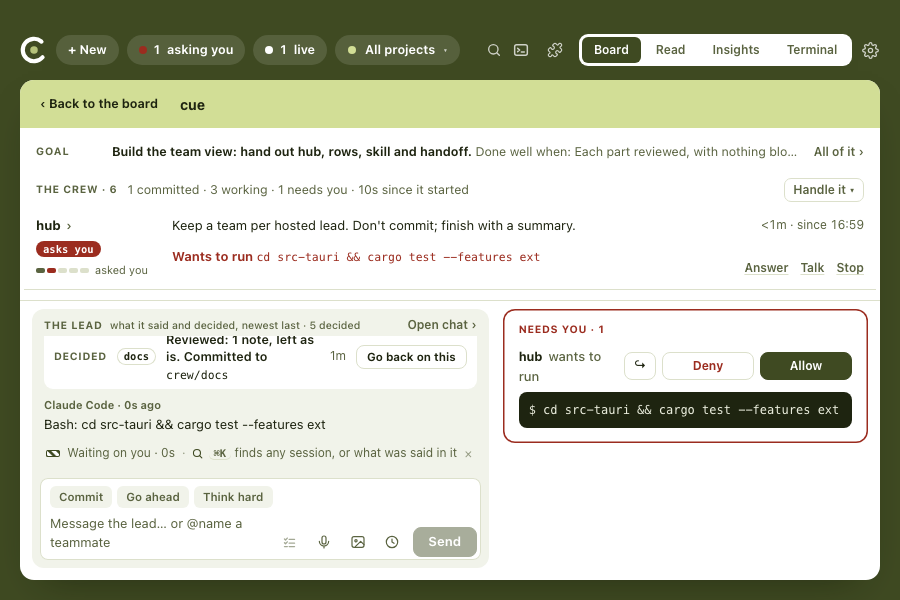 + New
1 asking you
1 live
All projects
Board
Read
Insights
Terminal
‹ Back to the board
cue
GOAL
Build the team view: hand out hub, rows, skill and handoff. Done well when: Each part reviewed, with nothing blo...
All of it ›
THE CREW · 6 1 committed · 3 working · 1 needs you · 10s since it started
Handle it
hub ›
Keep a team per hosted lead. Don't commit; finish with a summary.
<1m · since 16:59
asks you
Wants to run cd src-tauri && cargo test --features ext
asked you
Answer Talk Stop
THE LEAD what it said and decided, newest last · 5 decided
Open chat ›
DECIDED
docs
Reviewed: 1 note, left as
is. Committed to
crew/docs
1m
Go back on this
Claude Code · 0s ago
Bash: cd src-tauri && cargo test --features ext
Waiting on you · 0s · ⌘K finds any session, or what was said in it ×
Commit
Go ahead
Think hard
Message the lead... or @name a
teammate
Send
NEEDS YOU · 1
hub wants to
run
Deny
Allow
$ cd src-tauri && cargo test --features ext